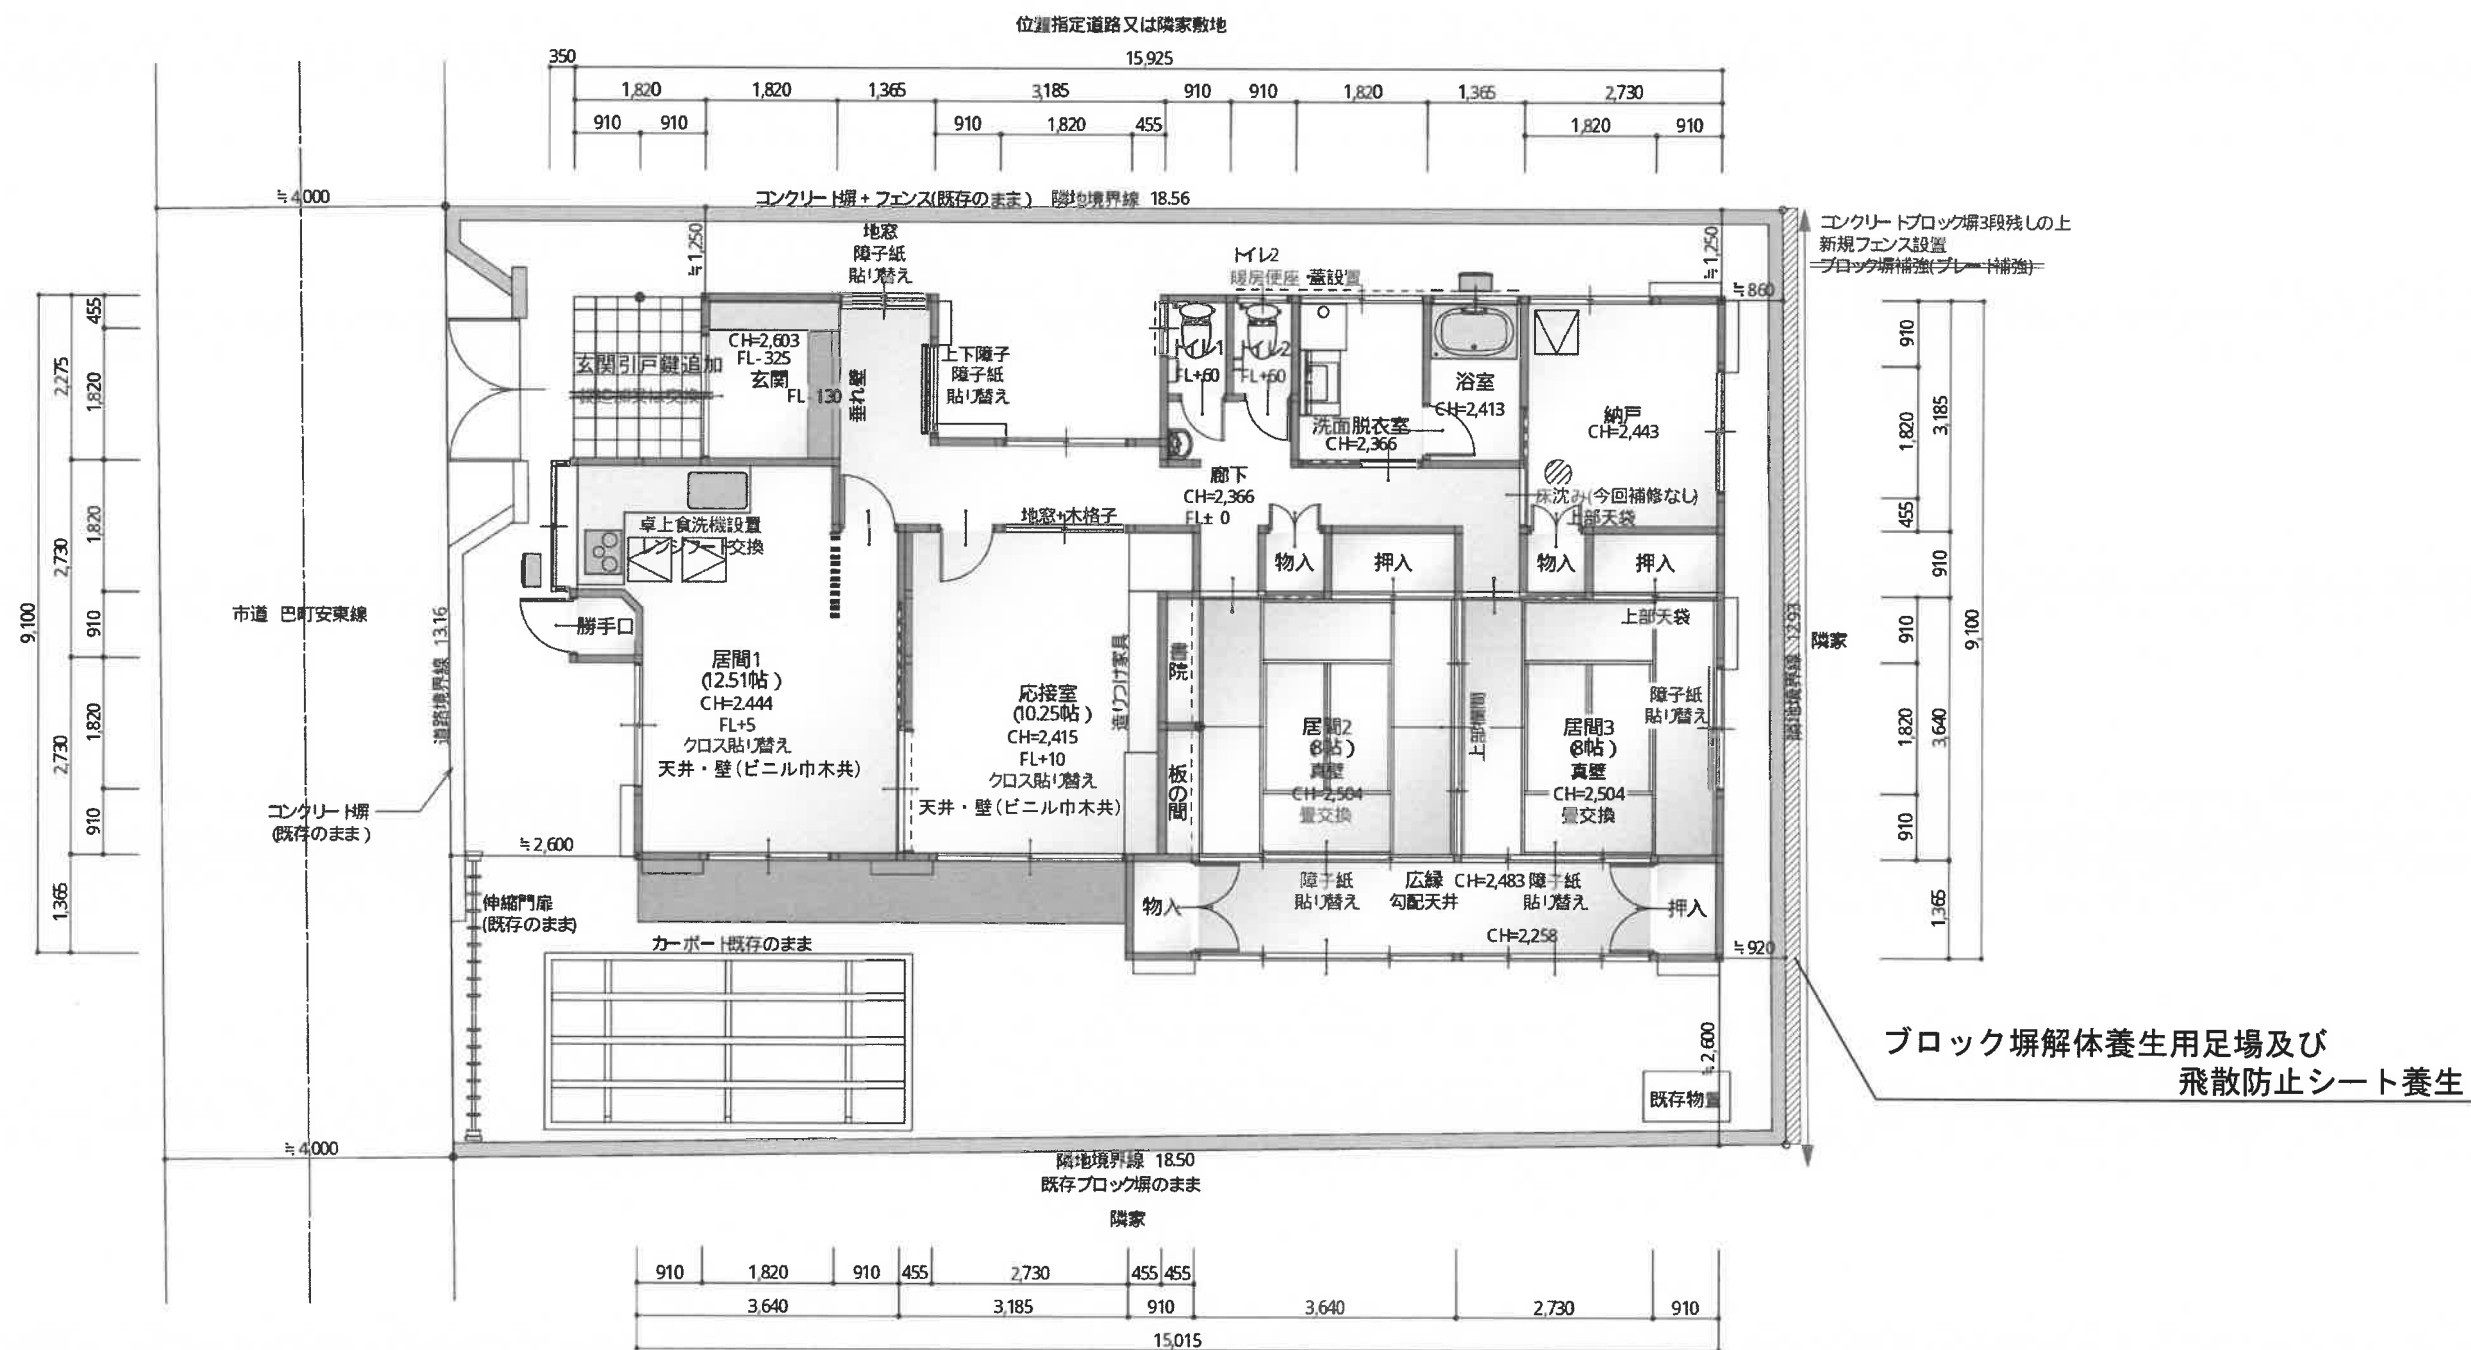 位置指定道路又は隣家敷地
350
15,925
1,820
1,820
1,365
3,185
910
910
1,820
1,365
2,730
910
910
910
1,820
455
1,820
910
≒4,000
コンクリート塀+フェンス(既存のまま)
隣地境界線 18.56
コンクリートブロック塀3段残しの上
新規フェンス設置
ブロック塀補強(プレート補強)
≒1,250
地窓
障子紙
貼り替え
トイレ2
暖房便座・蓋設置
≒1,250
≒860
CH=2,603
FL-325
玄関
FL-130
玄関引戸鍵追加
垂れ壁
上下障子
障子紙
貼り替え
トイレ1
FL+60
トイレ2
FL+60
洗面脱衣室
CH=2,366
浴室
CH=2,413
納戸
CH=2,443
床沈み(今回補修なし)
上部天袋
廊下
CH=2,366
FL±0
地窓+木格子
卓上食洗機設置
レンジフード交換
物入
押入
物入
押入
上部天袋
勝手口
市道 巴町安東線
道路境界線 13.16
居間1
(12.51帖)
CH=2.444
FL+5
クロス貼り替え
天井・壁(ビニル巾木共)
応接室
(10.25帖)
CH=2,415
FL+10
クロス貼り替え
天井・壁(ビニル巾木共)
造りつけ家具
書院
板の間
居間2
(8帖)
真壁
CH=2,504
畳交換
上部欄間
居間3
(8帖)
真壁
CH=2,504
畳交換
障子紙
貼り替え
隣地境界線 12.93
隣家
コンクリート塀
(既存のまま)
≒2,600
伸縮門扉
(既存のまま)
カーポート既存のまま
物入
障子紙
貼り替え
広縁 CH=2,483
勾配天井
障子紙
貼り替え
CH=2,258
押入
≒920
≒2,600
既存物置
ブロック塀解体養生用足場及び
飛散防止シート養生
9,100
2,275
2,730
2,730
1,365
455
1,820
1,820
910
1,820
910
910
1,820
455
910
910
1,820
910
3,185
3,640
1,365
9,100
≒4,000
隣地境界線 18.50
既存ブロック塀のまま
隣家
910
1,820
910
455
2,730
455
455
3,640
3,185
910
3,640
2,730
910
15,015